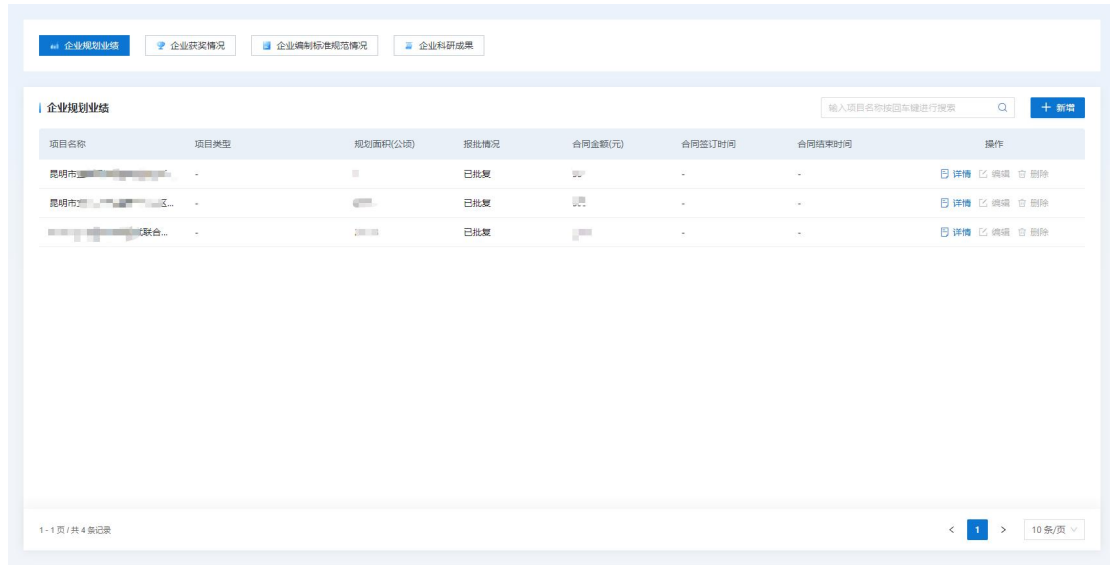 企业规划业绩 企业获奖情况 企业编制标准规范情况 企业科研成果
企业规划业绩 输入项目名称按回车键进行搜索 新增
项目名称 项目类型 规划面积(公顷) 报批情况 合同金额(元) 合同签订时间 合同结束时间 操作
昆明市 - 已批复 - - 详情 编辑 删除
昆明市 区... - 已批复 - - 详情 编辑 删除
联合... - 已批复 - - 详情 编辑 删除
1 - 1 页 / 共 4 条记录 < 1 > 10 条/页